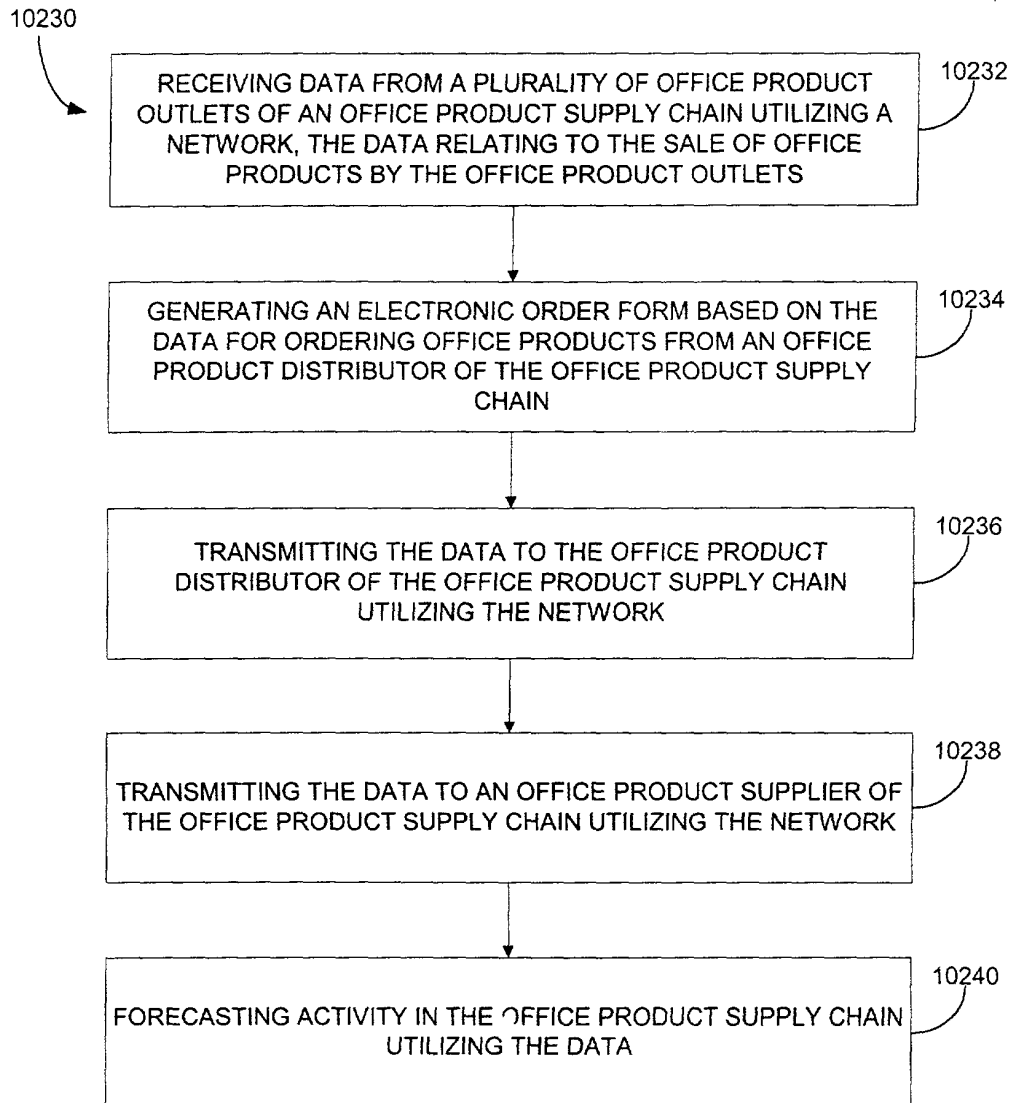 10230
RECEIVING DATA FROM A PLURALITY OF OFFICE PRODUCT
OUTLETS OF AN OFFICE PRODUCT SUPPLY CHAIN UTILIZING A
NETWORK, THE DATA RELATING TO THE SALE OF OFFICE
PRODUCTS BY THE OFFICE PRODUCT OUTLETS
10232
GENERATING AN ELECTRONIC ORDER FORM BASED ON THE
DATA FOR ORDERING OFFICE PRODUCTS FROM AN OFFICE
PRODUCT DISTRIBUTOR OF THE OFFICE PRODUCT SUPPLY
CHAIN
10234
TRANSMITTING THE DATA TO THE OFFICE PRODUCT
DISTRIBUTOR OF THE OFFICE PRODUCT SUPPLY CHAIN
UTILIZING THE NETWORK
10236
TRANSMITTING THE DATA TO AN OFFICE PRODUCT SUPPLIER OF
THE OFFICE PRODUCT SUPPLY CHAIN UTILIZING THE NETWORK
10238
FORECASTING ACTIVITY IN THE OFFICE PRODUCT SUPPLY CHAIN
UTILIZING THE DATA
10240